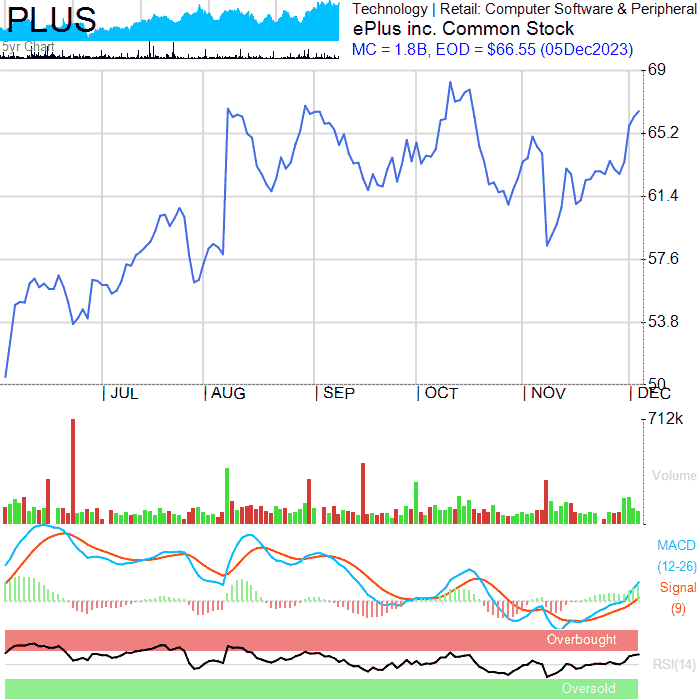 PLUS
5yr Chart
Technology | Retail: Computer Software & Peripheral
ePlus inc. Common Stock
MC = 1.8B, EOD = $66.55 (05Dec2023)
69
65.2
61.4
57.6
53.8
50
| JUL | AUG | SEP | OCT | NOV | DEC
712k
Volume
MACD
(12-26)
Signal
(9)
Overbought
RSI(14)
Oversold